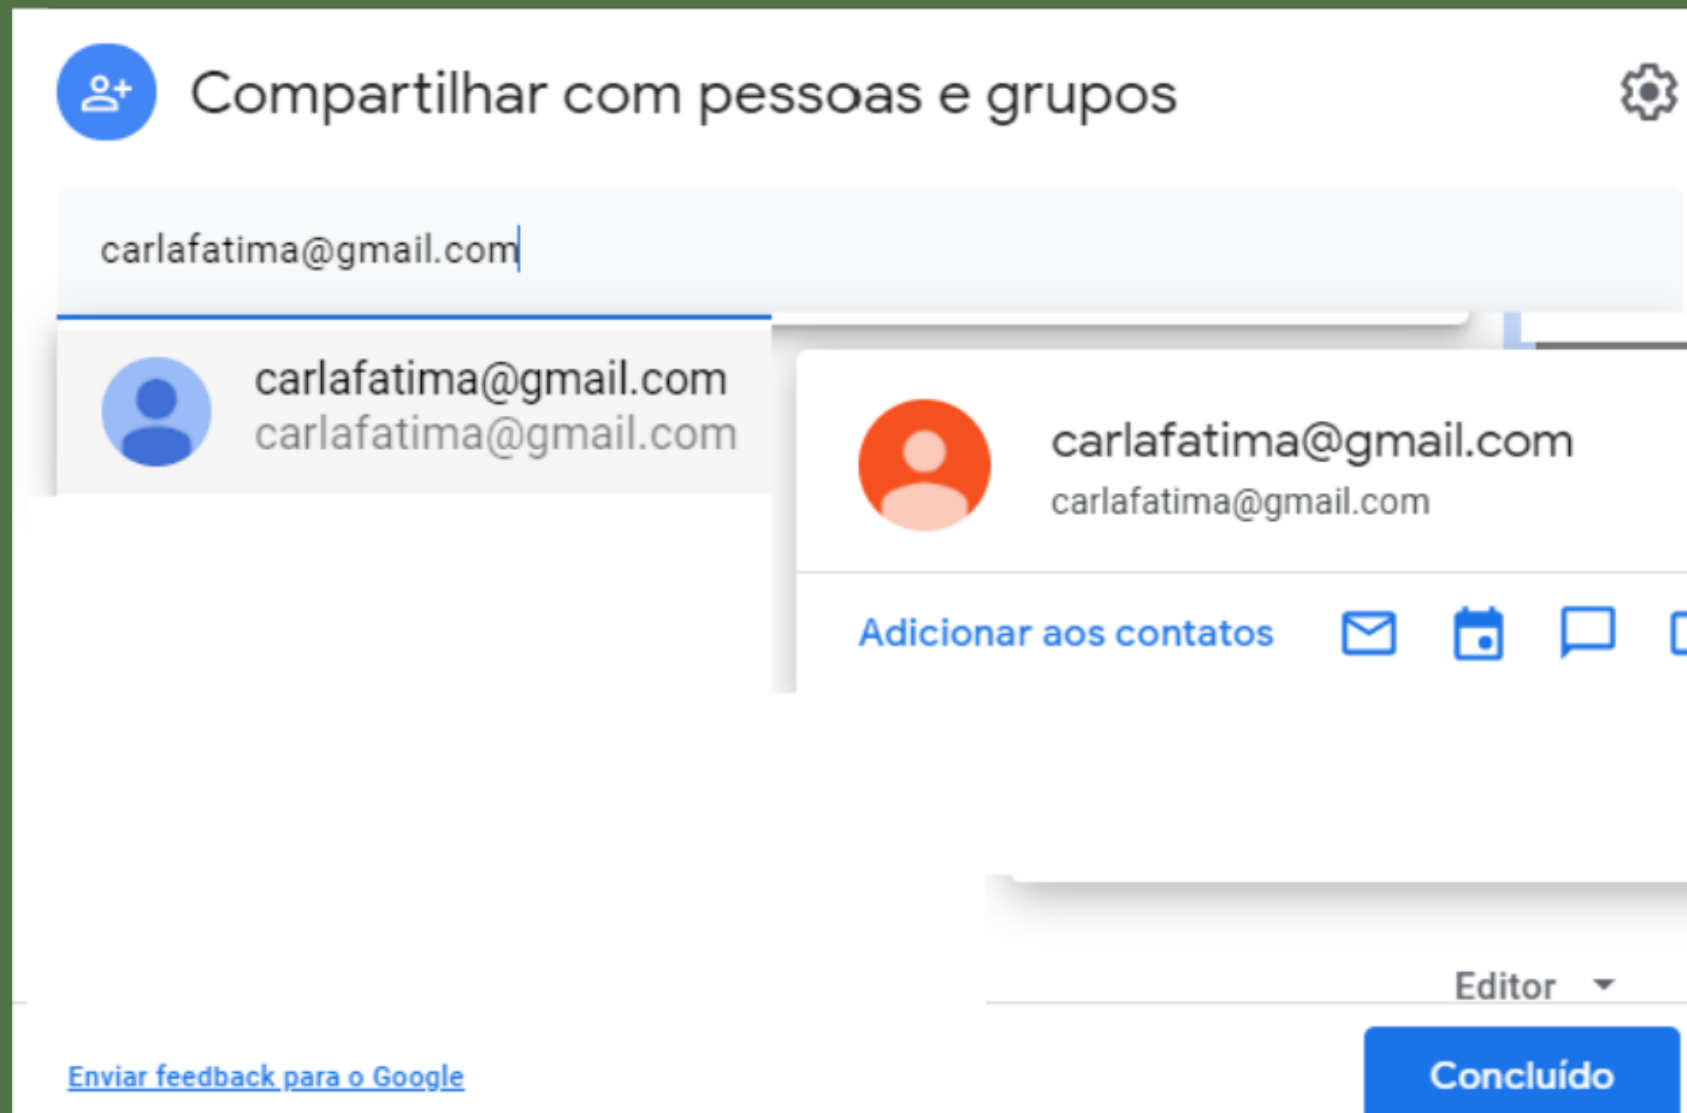 Compartilhar com pessoas e grupos
carlafatima@gmail.com
carlafatima@gmail.com
carlafatima@gmail.com
carlafatima@gmail.com
carlafatima@gmail.com
Adicionar aos contatos
Editor
Enviar feedback para o Google
Concluído